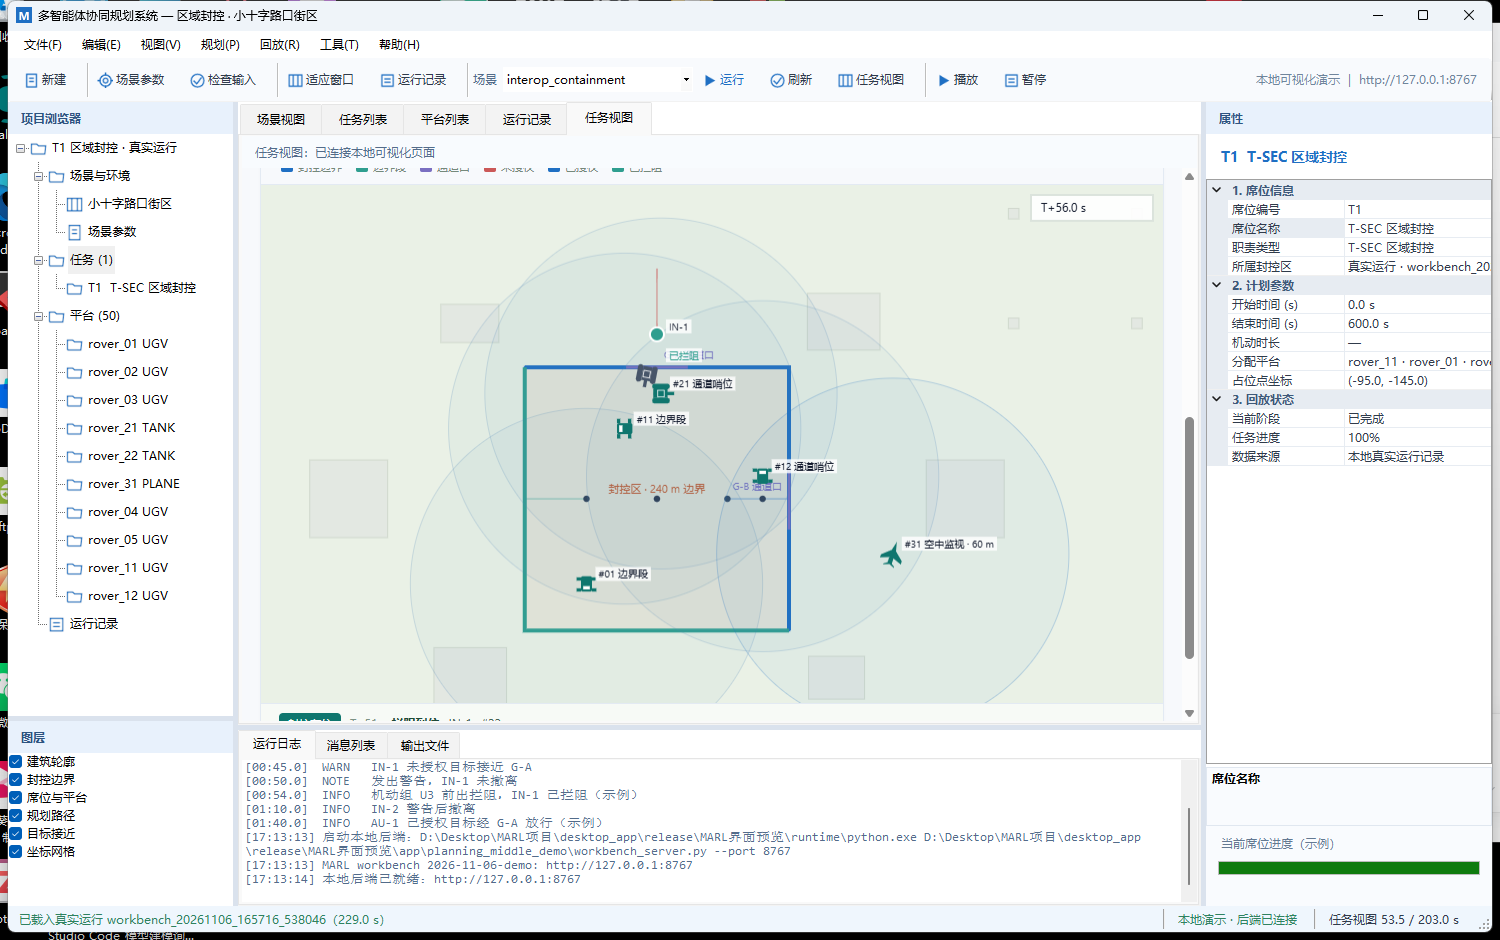 多智能体协同规划系统 — 区域封控 · 小十字路口街区
文件(F) 编辑(E) 视图(V) 规划(P) 回放(R) 工具(T) 帮助(H)
新建 场景参数 检查输入 适应窗口 运行记录 场景 interop_containment 运行 刷新 任务视图 播放 暂停 本地可视化演示 | http://127.0.0.1:8767
项目浏览器
T1 区域封控 · 真实运行
场景与环境
小十字路口街区
场景参数
任务 (1)
T1 T-SEC 区域封控
平台 (50)
rover_01 UGV
rover_02 UGV
rover_03 UGV
rover_21 TANK
rover_22 TANK
rover_31 PLANE
rover_04 UGV
rover_05 UGV
rover_11 UGV
rover_12 UGV
运行记录
图层
建筑轮廓
封控边界
席位与平台
规划路径
目标接近
坐标网格
场景视图 任务列表 平台列表 运行记录 任务视图
任务视图：已连接本地可视化页面
T+56.0 s
IN-1
已拦阻
#21 通道哨位
#11 边界段
#12 通道哨位
封控区 · 240 m 边界
G-B 通道口
#31 空中监视 · 60 m
#01 边界段
运行日志 消息列表 输出文件
[00:45.0] WARN IN-1 未授权目标接近 G-A
[00:50.0] NOTE 发出警告，IN-1 未撤离
[00:54.0] INFO 机动组 U3 前出拦阻，IN-1 已拦阻（示例）
[01:10.0] INFO IN-2 警告后撤离
[01:40.0] INFO AU-1 已授权目标经 G-A 放行（示例）
[17:13:13] 启动本地后端：D:\Desktop\MARL项目\desktop_app\release\MARL界面预览\runtime\python.exe D:\Desktop\MARL项目\desktop_app
\release\MARL界面预览\app\planning_middle_demo\workbench_server.py --port 8767
[17:13:13] MARL workbench 2026-11-06-demo: http://127.0.0.1:8767
[17:13:14] 本地后端已就绪：http://127.0.0.1:8767
属性
T1 T-SEC 区域封控
1. 席位信息
席位编号 T1
席位名称 T-SEC 区域封控
职责类型 T-SEC 区域封控
所属封控区 真实运行 · workbench_20
2. 计划参数
开始时间 (s) 0.0 s
结束时间 (s) 600.0 s
机动时长 —
分配平台 rover_11 · rover_01 · rove
占位点坐标 (-95.0, -145.0)
3. 回放状态
当前阶段 已完成
任务进度 100%
数据来源 本地真实运行记录
席位名称
当前席位进度（示例）
已载入真实运行 workbench_20261106_165716_538046（229.0 s） 本地演示 · 后端已连接 任务视图 53.5 / 203.0 s